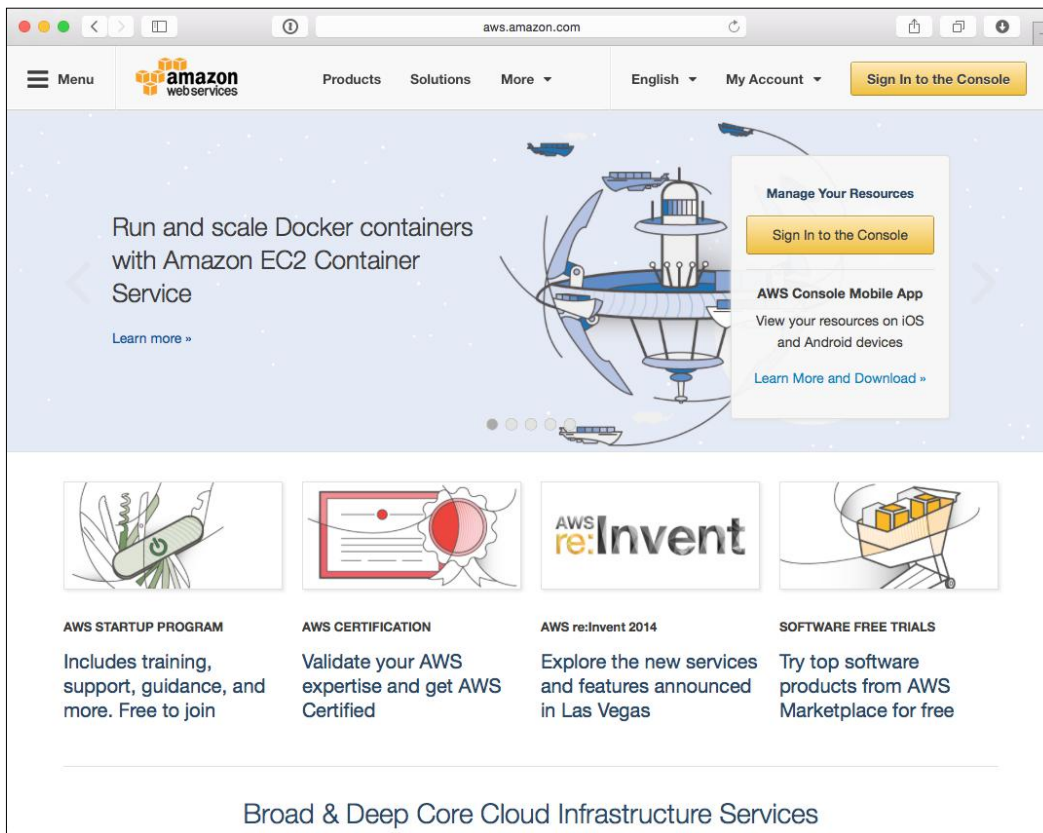 aws.amazon.com
Menu
amazon
webservices
Products
Solutions
More
English
My Account
Sign In to the Console
Run and scale Docker containers
with Amazon EC2 Container
Service
Learn more »
Manage Your Resources
Sign In to the Console
AWS Console Mobile App
View your resources on iOS
and Android devices
Learn More and Download »
AWS
re:Invent
AWS STARTUP PROGRAM
Includes training,
support, guidance, and
more. Free to join
AWS CERTIFICATION
Validate your AWS
expertise and get AWS
Certified
AWS re:Invent 2014
Explore the new services
and features announced
in Las Vegas
SOFTWARE FREE TRIALS
Try top software
products from AWS
Marketplace for free
Broad & Deep Core Cloud Infrastructure Services